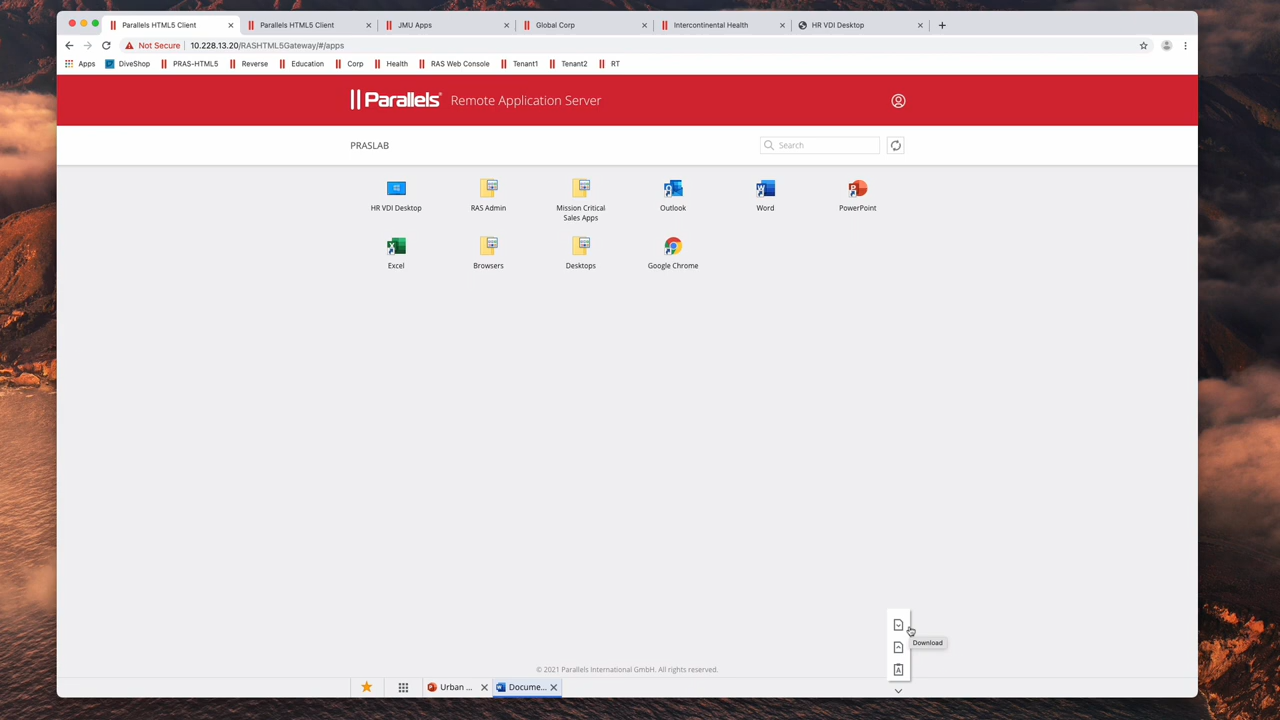 Parallels HTML5 Client
Parallels HTML5 Client
JMU Apps
Global Corp
Intercontinental Health
HR VDI Desktop
Not Secure
10.228.13.20/RASHTML5Gateway/#/apps
Apps
DiveShop
PRAS-HTML5
Reverse
Education
Corp
Health
RAS Web Console
Tenant1
Tenant2
RT
Parallels® Remote Application Server
PRASLAB
Search
HR VDI Desktop
RAS Admin
Mission Critical
Sales Apps
Outlook
Word
PowerPoint
Excel
Browsers
Desktops
Google Chrome
Download
© 2021 Parallels International GmbH. All rights reserved.
Urban ...
Docume...